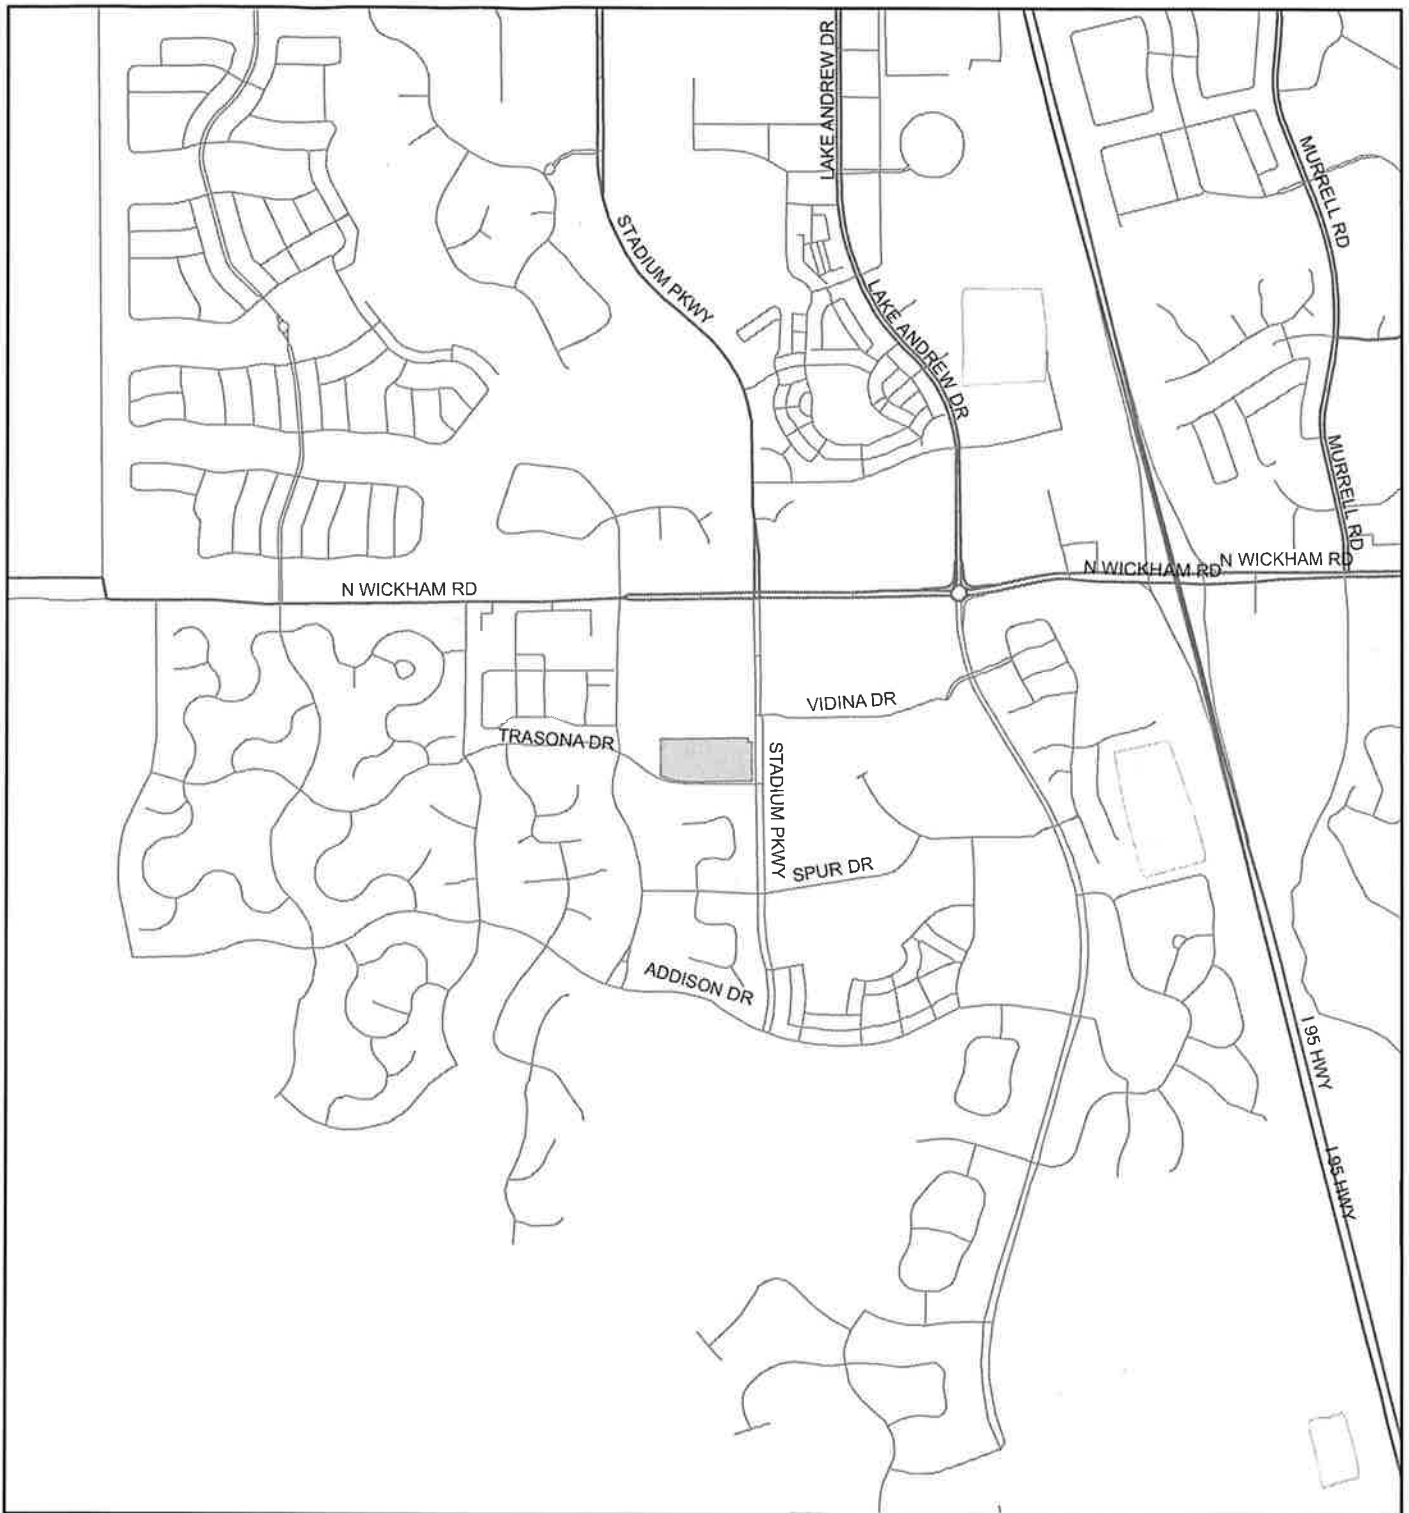 LAKE ANDREW DR
MURRELL RD
STADIUM PKWY
LAKE ANDREW DR
MURRELL RD
N WICKHAM RD
N WICKHAM RD
N WICKHAM RD
VIDINA DR
TRASONA DR
STADIUM PKWY
SPUR DR
ADDISON DR
I 95 HWY
I 95 HWY